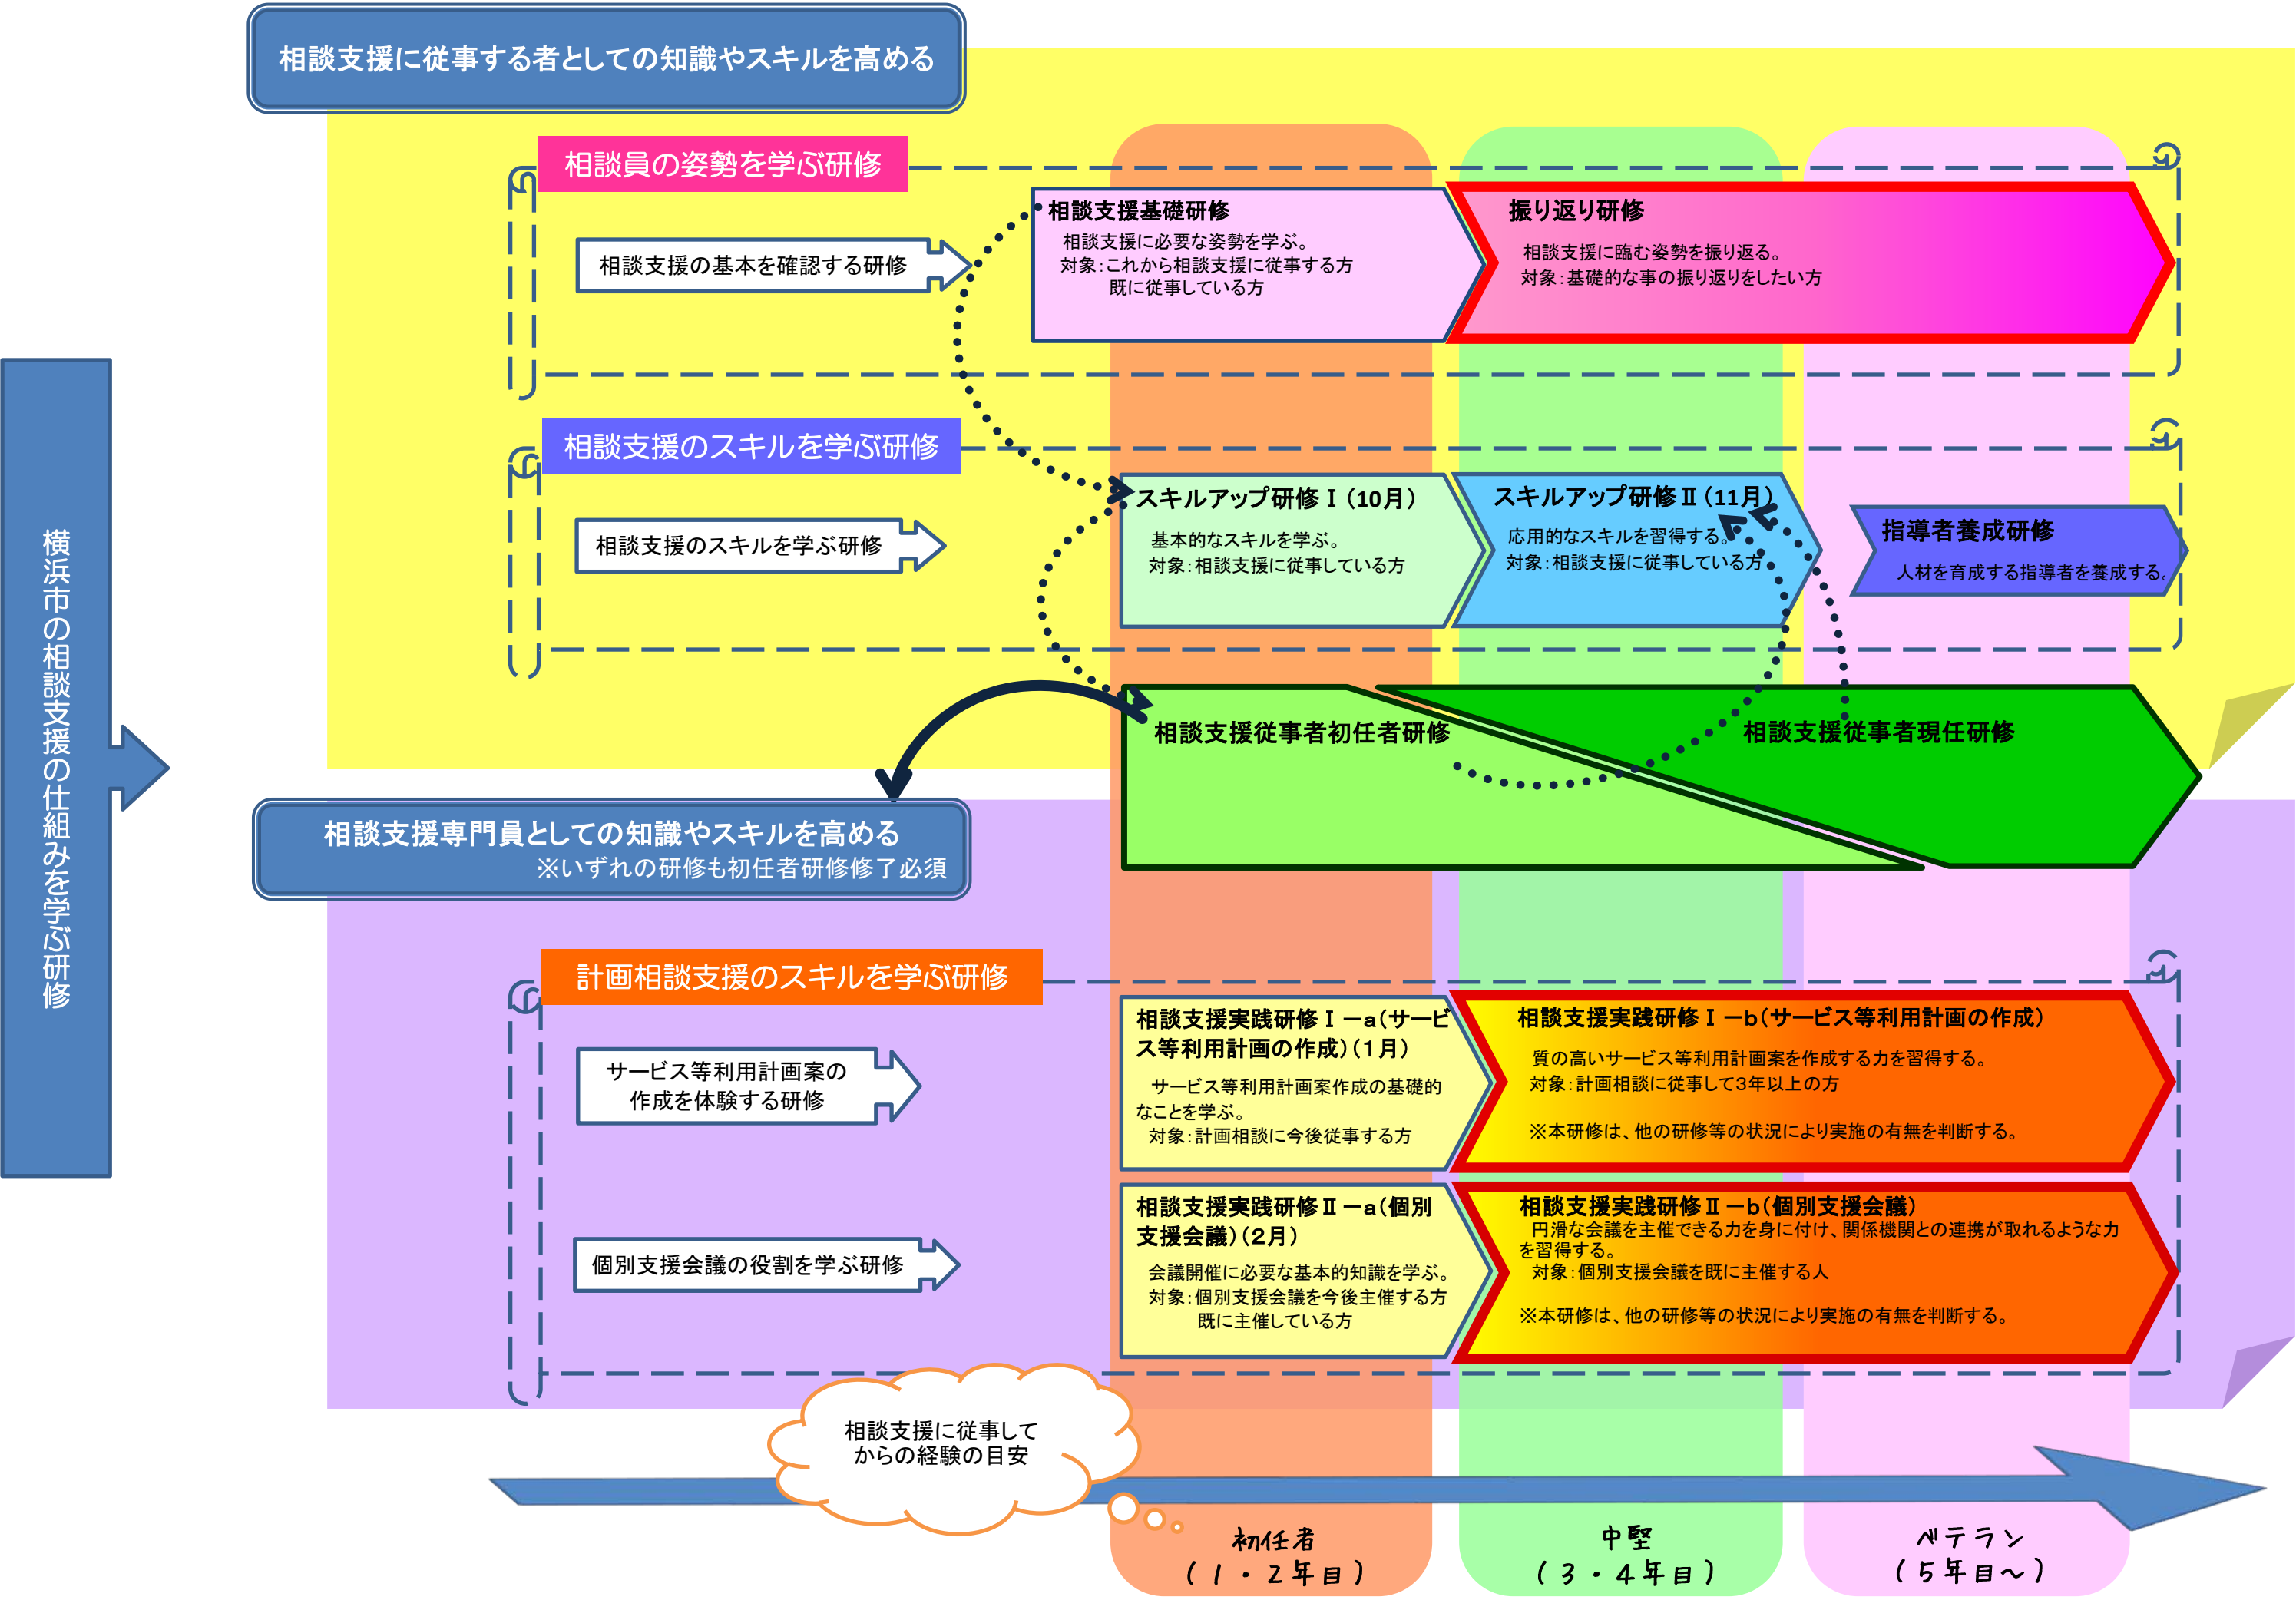 相談支援に従事する者としての知識やスキルを高める
横浜市の相談支援の仕組みを学ぶ研修
相談員の姿勢を学ぶ研修
相談支援の基本を確認する研修
相談支援基礎研修
相談支援に必要な姿勢を学ぶ。
対象：これから相談支援に従事する方
既に従事している方
振り返り研修
相談支援に臨む姿勢を振り返る。
対象：基礎的な事の振り返りをしたい方
相談支援のスキルを学ぶ研修
相談支援のスキルを学ぶ研修
スキルアップ研修Ⅰ（10月）
基本的なスキルを学ぶ。
対象：相談支援に従事している方
スキルアップ研修Ⅱ（11月）
応用的なスキルを習得する。
対象：相談支援に従事している方
指導者養成研修
人材を育成する指導者を養成する。
相談支援従事者初任者研修
相談支援従事者現任研修
相談支援専門員としての知識やスキルを高める
※いずれの研修も初任者研修修了必須
計画相談支援のスキルを学ぶ研修
サービス等利用計画案の
作成を体験する研修
相談支援実践研修Ⅰ－a（サービ
ス等利用計画の作成）（１月）
サービス等利用計画案作成の基礎的
なことを学ぶ。
対象：計画相談に今後従事する方
相談支援実践研修Ⅰ－b（サービス等利用計画の作成）
質の高いサービス等利用計画案を作成する力を習得する。
対象：計画相談に従事して３年以上の方
※本研修は、他の研修等の状況により実施の有無を判断する。
個別支援会議の役割を学ぶ研修
相談支援実践研修Ⅱ－a（個別
支援会議）（２月）
会議開催に必要な基本的知識を学ぶ。
対象：個別支援会議を今後主催する方
既に主催している方
相談支援実践研修Ⅱ－b（個別支援会議）
円滑な会議を主催できる力を身に付け、関係機関との連携が取れるような力
を習得する。
対象：個別支援会議を既に主催する人
※本研修は、他の研修等の状況により実施の有無を判断する。
相談支援に従事して
からの経験の目安
初任者
（１・２年目）
中堅
（３・４年目）
ベテラン
（５年目～）